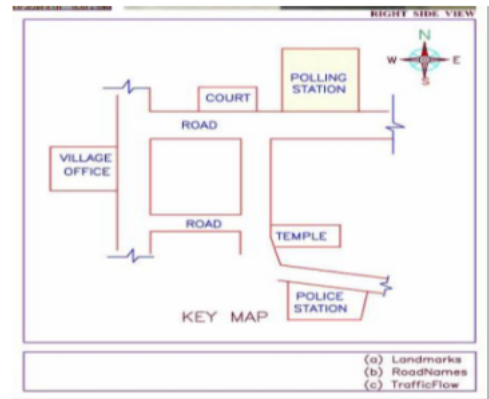 RIGHT SIDE VIEW
N
W
E
S
POLLING
STATION
COURT
ROAD
VILLAGE
OFFICE
ROAD
TEMPLE
POLICE
STATION
KEY MAP
(a) Landmarks
(b) RoadNames
(c) TrafficFlow